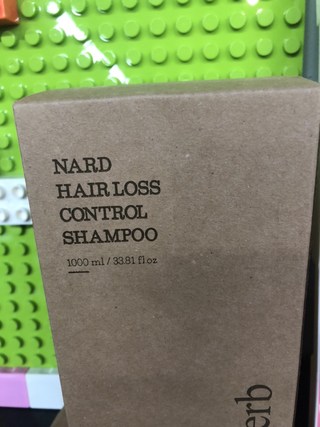 NARD
HAIR LOSS
CONTROL
SHAMPOO
1000 ml / 33.81 fl oz
erb